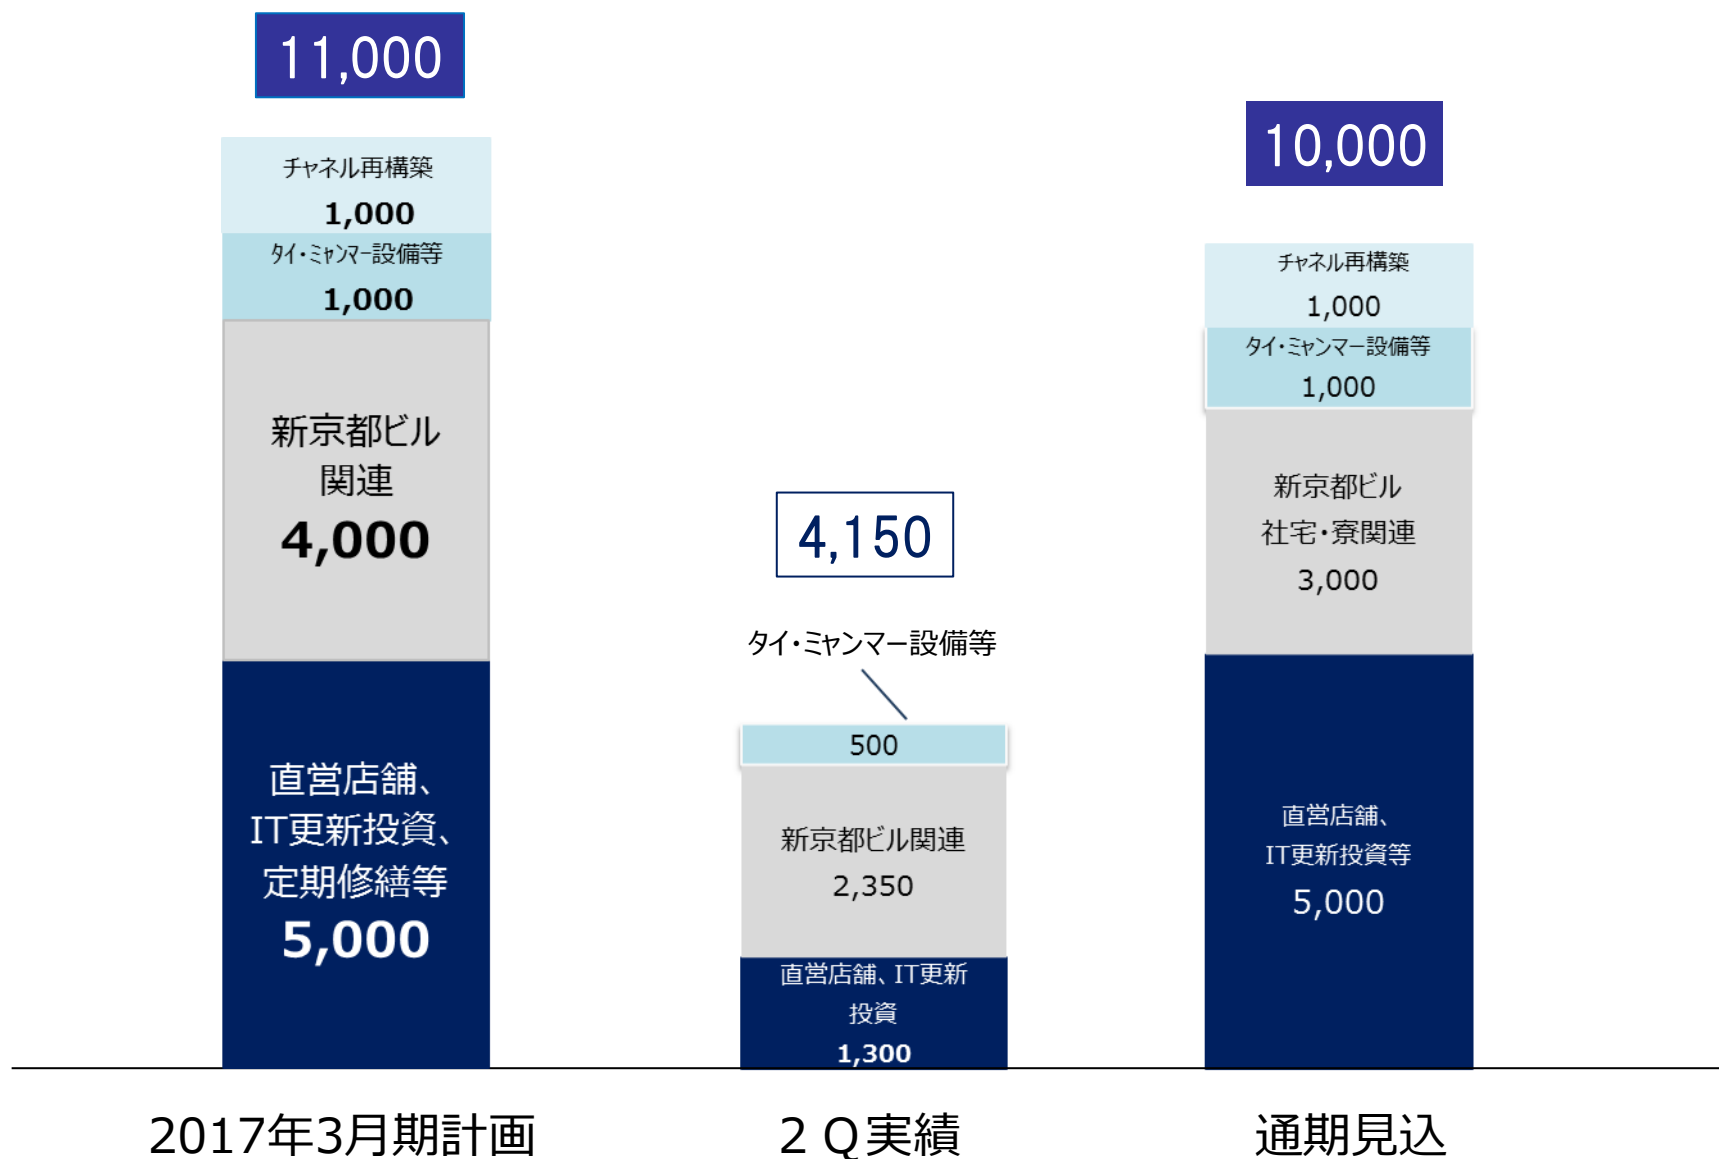 11,000
チャネル再構築
1,000
タイ・ミャンマー設備等
1,000
新京都ビル
関連
4,000
直営店舗、
IT更新投資、
定期修繕等
5,000
2017年3月期計画
4,150
タイ・ミャンマー設備等
500
新京都ビル関連
2,350
直営店舗、IT更新
投資
1,300
２Ｑ実績
10,000
チャネル再構築
1,000
タイ・ミャンマー設備等
1,000
新京都ビル
社宅・寮関連
3,000
直営店舗、
IT更新投資等
5,000
通期見込